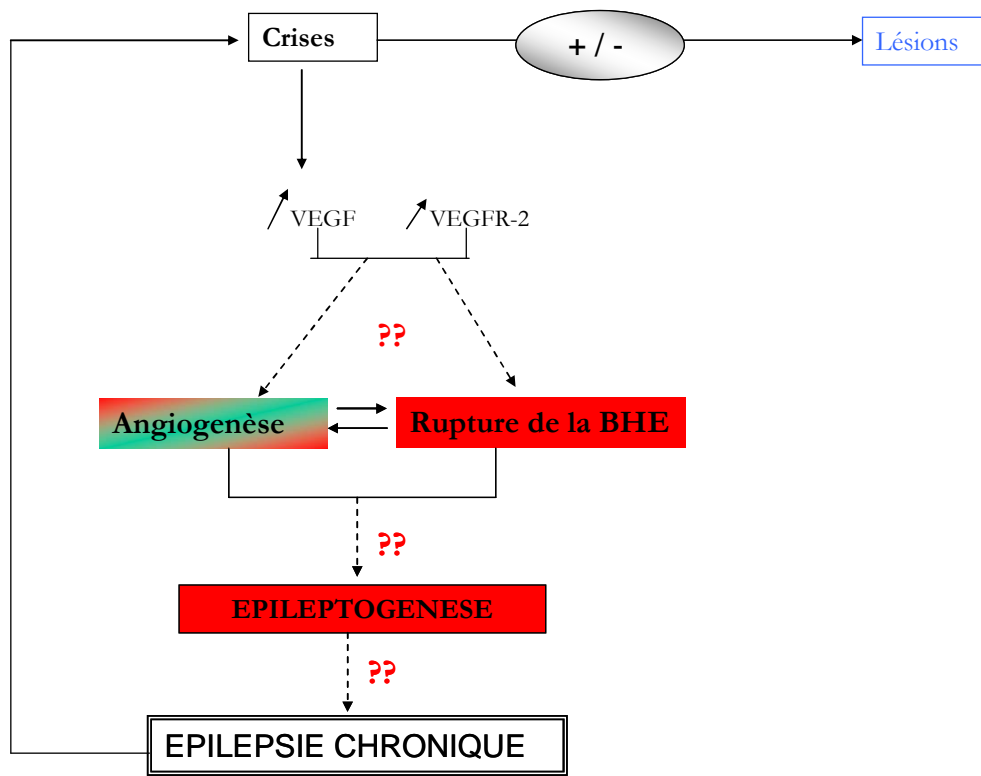 Crises
+ / -
Lésions
VEGF
VEGFR-2
??
Angiogenèse
Rupture de la BHE
??
EPILEPTOGENESE
??
EPILEPSIE CHRONIQUE